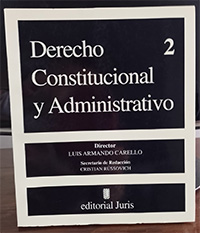 Derecho 2
Constitucional
y Administrativo
Director
LUIS ARMANDO CARELLO
Secretario de Redacción
CRISTIAN RUSSOVICH
editorial Juris